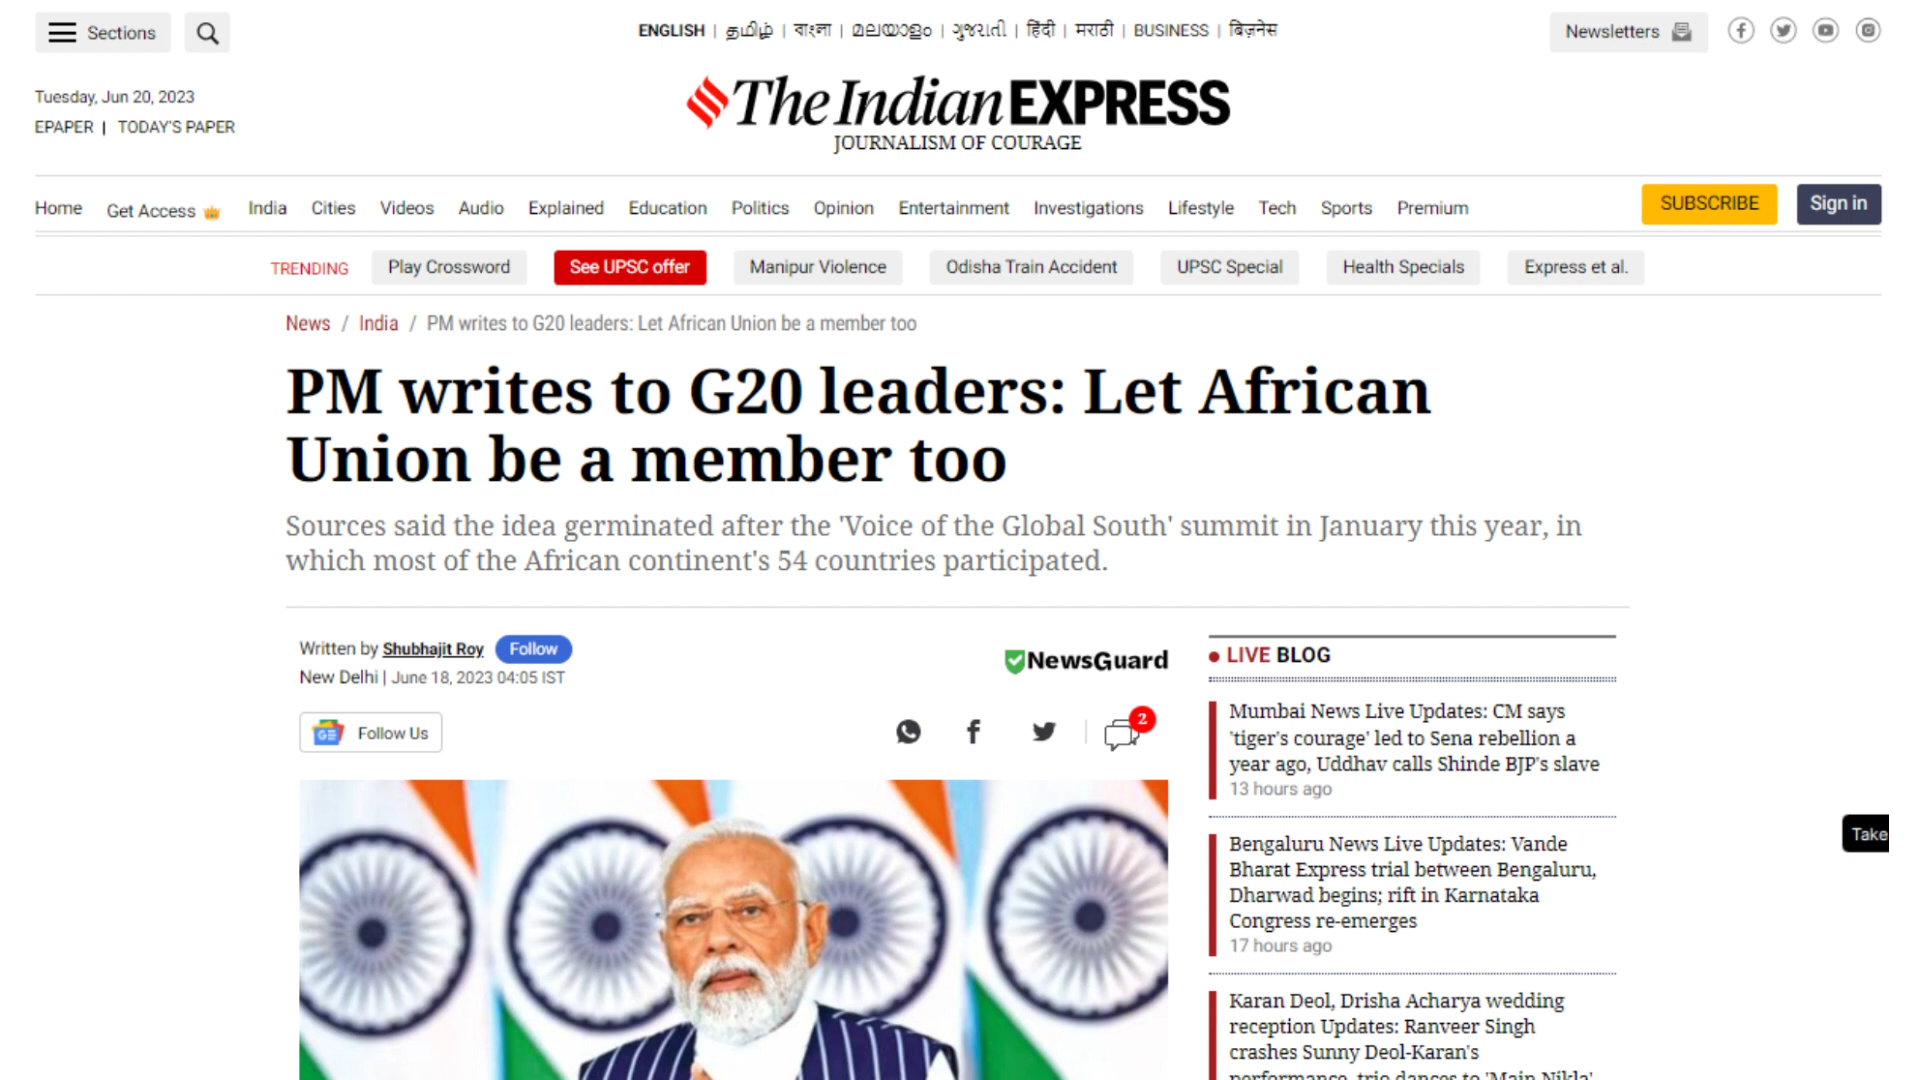 Sections
ENGLISH | தமிழ் | বাংলা | മലയാളം | ગુજરાતી | हिंदी | मराठी | BUSINESS | बिज़नेस
Newsletters
Tuesday, Jun 20, 2023
EPAPER | TODAY'S PAPER
The Indian EXPRESS
JOURNALISM OF COURAGE
Home Get Access India Cities Videos Audio Explained Education Politics Opinion Entertainment Investigations Lifestyle Tech Sports Premium SUBSCRIBE Sign in
TRENDING Play Crossword See UPSC offer Manipur Violence Odisha Train Accident UPSC Special Health Specials Express et al.
News / India / PM writes to G20 leaders: Let African Union be a member too
PM writes to G20 leaders: Let African
Union be a member too
Sources said the idea germinated after the 'Voice of the Global South' summit in January this year, in
which most of the African continent's 54 countries participated.
Written by Shubhajit Roy Follow
New Delhi | June 18, 2023 04:05 IST
NewsGuard
GE Follow Us
2
LIVE BLOG
Mumbai News Live Updates: CM says
'tiger's courage' led to Sena rebellion a
year ago, Uddhav calls Shinde BJP's slave
13 hours ago
Bengaluru News Live Updates: Vande
Bharat Express trial between Bengaluru,
Dharwad begins; rift in Karnataka
Congress re-emerges
17 hours ago
Karan Deol, Drisha Acharya wedding
reception Updates: Ranveer Singh
crashes Sunny Deol-Karan's
performance, trio dances to 'Main Nikla'
Take